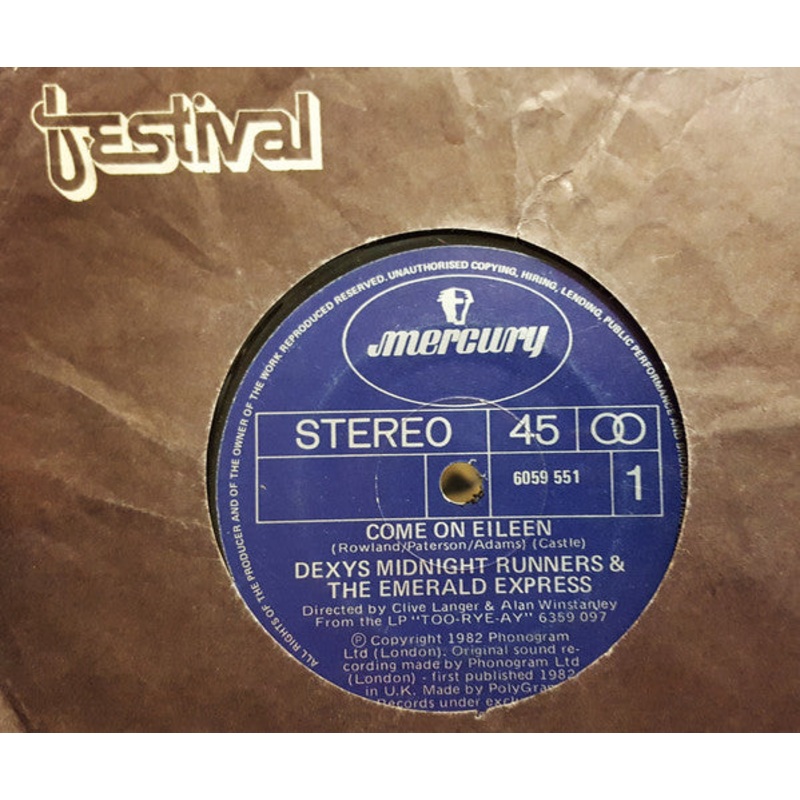 festival
ALL RIGHTS OF THE PRODUCER AND OF THE OWNER OF THE WORK REPRODUCED RESERVED. UNAUTHORISED COPYING, HIRING, LENDING, PUBLIC PERFORMANCE AND
mercury
STEREO 45
6059 551 1
COME ON EILEEN
(Rowland/Paterson/Adams) (Castle)
DEXYS MIDNIGHT RUNNERS &
THE EMERALD EXPRESS
Directed by Clive Langer & Alan Winstanley
From the LP "TOO-RYE-AY" 6359 097
Ⓟ Copyright 1982 Phonogram
Ltd (London). Original sound re-
cording made by Phonogram Ltd
(London) - first published 1982
in U.K. Made by PolyGram
Records under